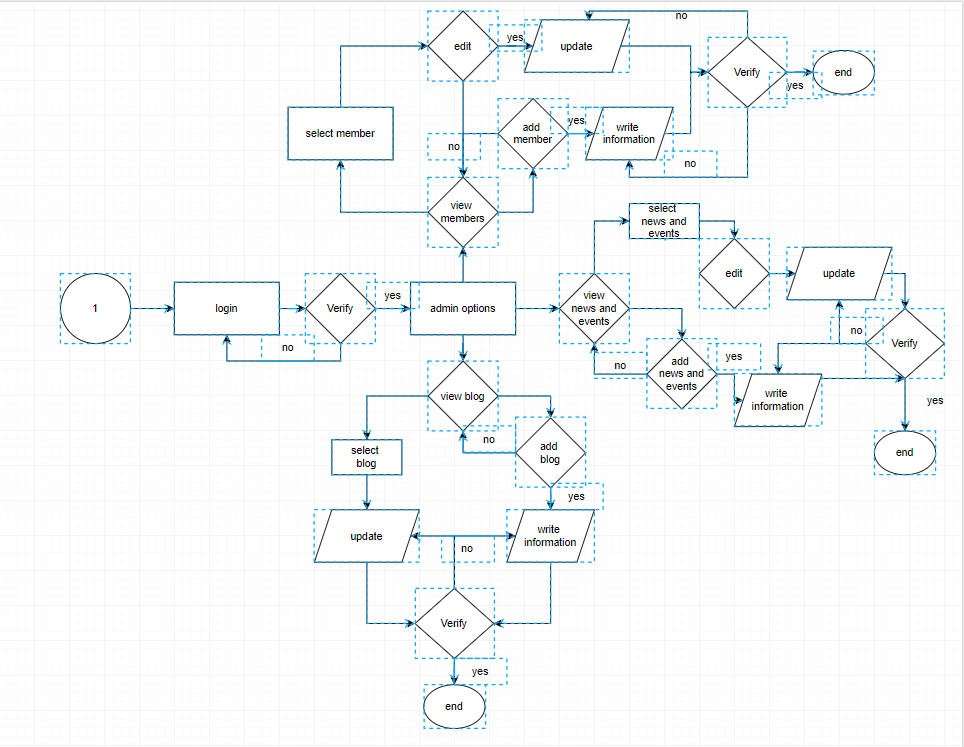 no
edit
yes
update
Verify
end
yes
select member
add
member
yes
write
information
no
no
view
members
select
news and
events
edit
update
1
login
Verify
yes
admin options
view
news and
events
no
Verify
no
no
add
news and
events
yes
write
information
yes
view blog
add
blog
no
select
blog
end
yes
update
write
information
no
Verify
yes
end